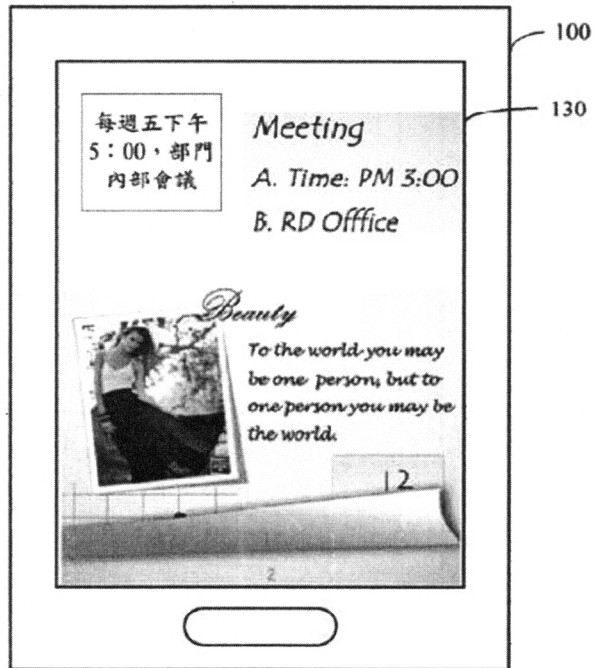 100
130
每週五下午
5：00，部門
內部會議
Meeting
A. Time: PM 3:00
B. RD Offfice
Beauty
To the world you may
be one person, but to
one person you may be
the world.
12
2